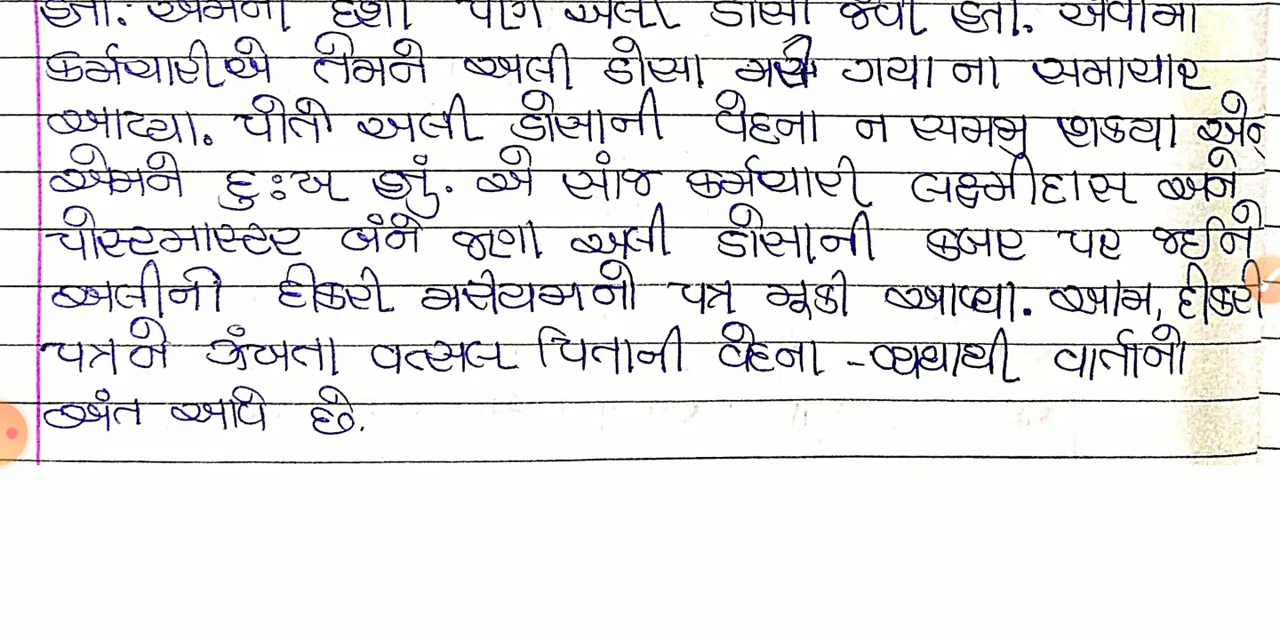 હતા. એમની દશા પણ અલી ડોસા જેવી હતી. એવામાં
કર્મચારીએ તેમને અલી ડોસા મરી ગયા ના સમાચાર
આપ્યા. પોતે અલી ડોસાની વેદના ન સમજી શક્યા એનુ
એમને દુઃખ હતું. એ સાંજ કર્મચારી લક્ષ્મીદાસ અને
પોસ્ટમાસ્ટર બંને જણા અલી ડોસાની કબર પર જઈને
અલીની દીકરી મરીયમનો પત્ર મૂકી આવ્યા. આમ, દીકરી
પત્રને ઝંખતા વત્સલ પિતાની વેદના - વ્યથાથી વાર્તાનો
અંત આવે છે.